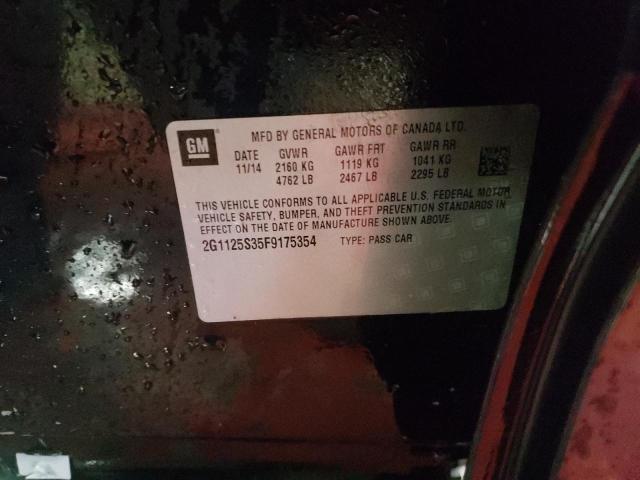 GM
MFD BY GENERAL MOTORS OF CANADA LTD.
DATE GVWR GAWR FRT GAWR RR
11/14 2160 KG 1119 KG 1041 KG
4762 LB 2467 LB 2295 LB
THIS VEHICLE CONFORMS TO ALL APPLICABLE U.S. FEDERAL MOTOR
VEHICLE SAFETY, BUMPER, AND THEFT PREVENTION STANDARDS IN
EFFECT ON THE DATE OF MANUFACTURE SHOWN ABOVE.
2G1125S35F9175354 TYPE: PASS CAR